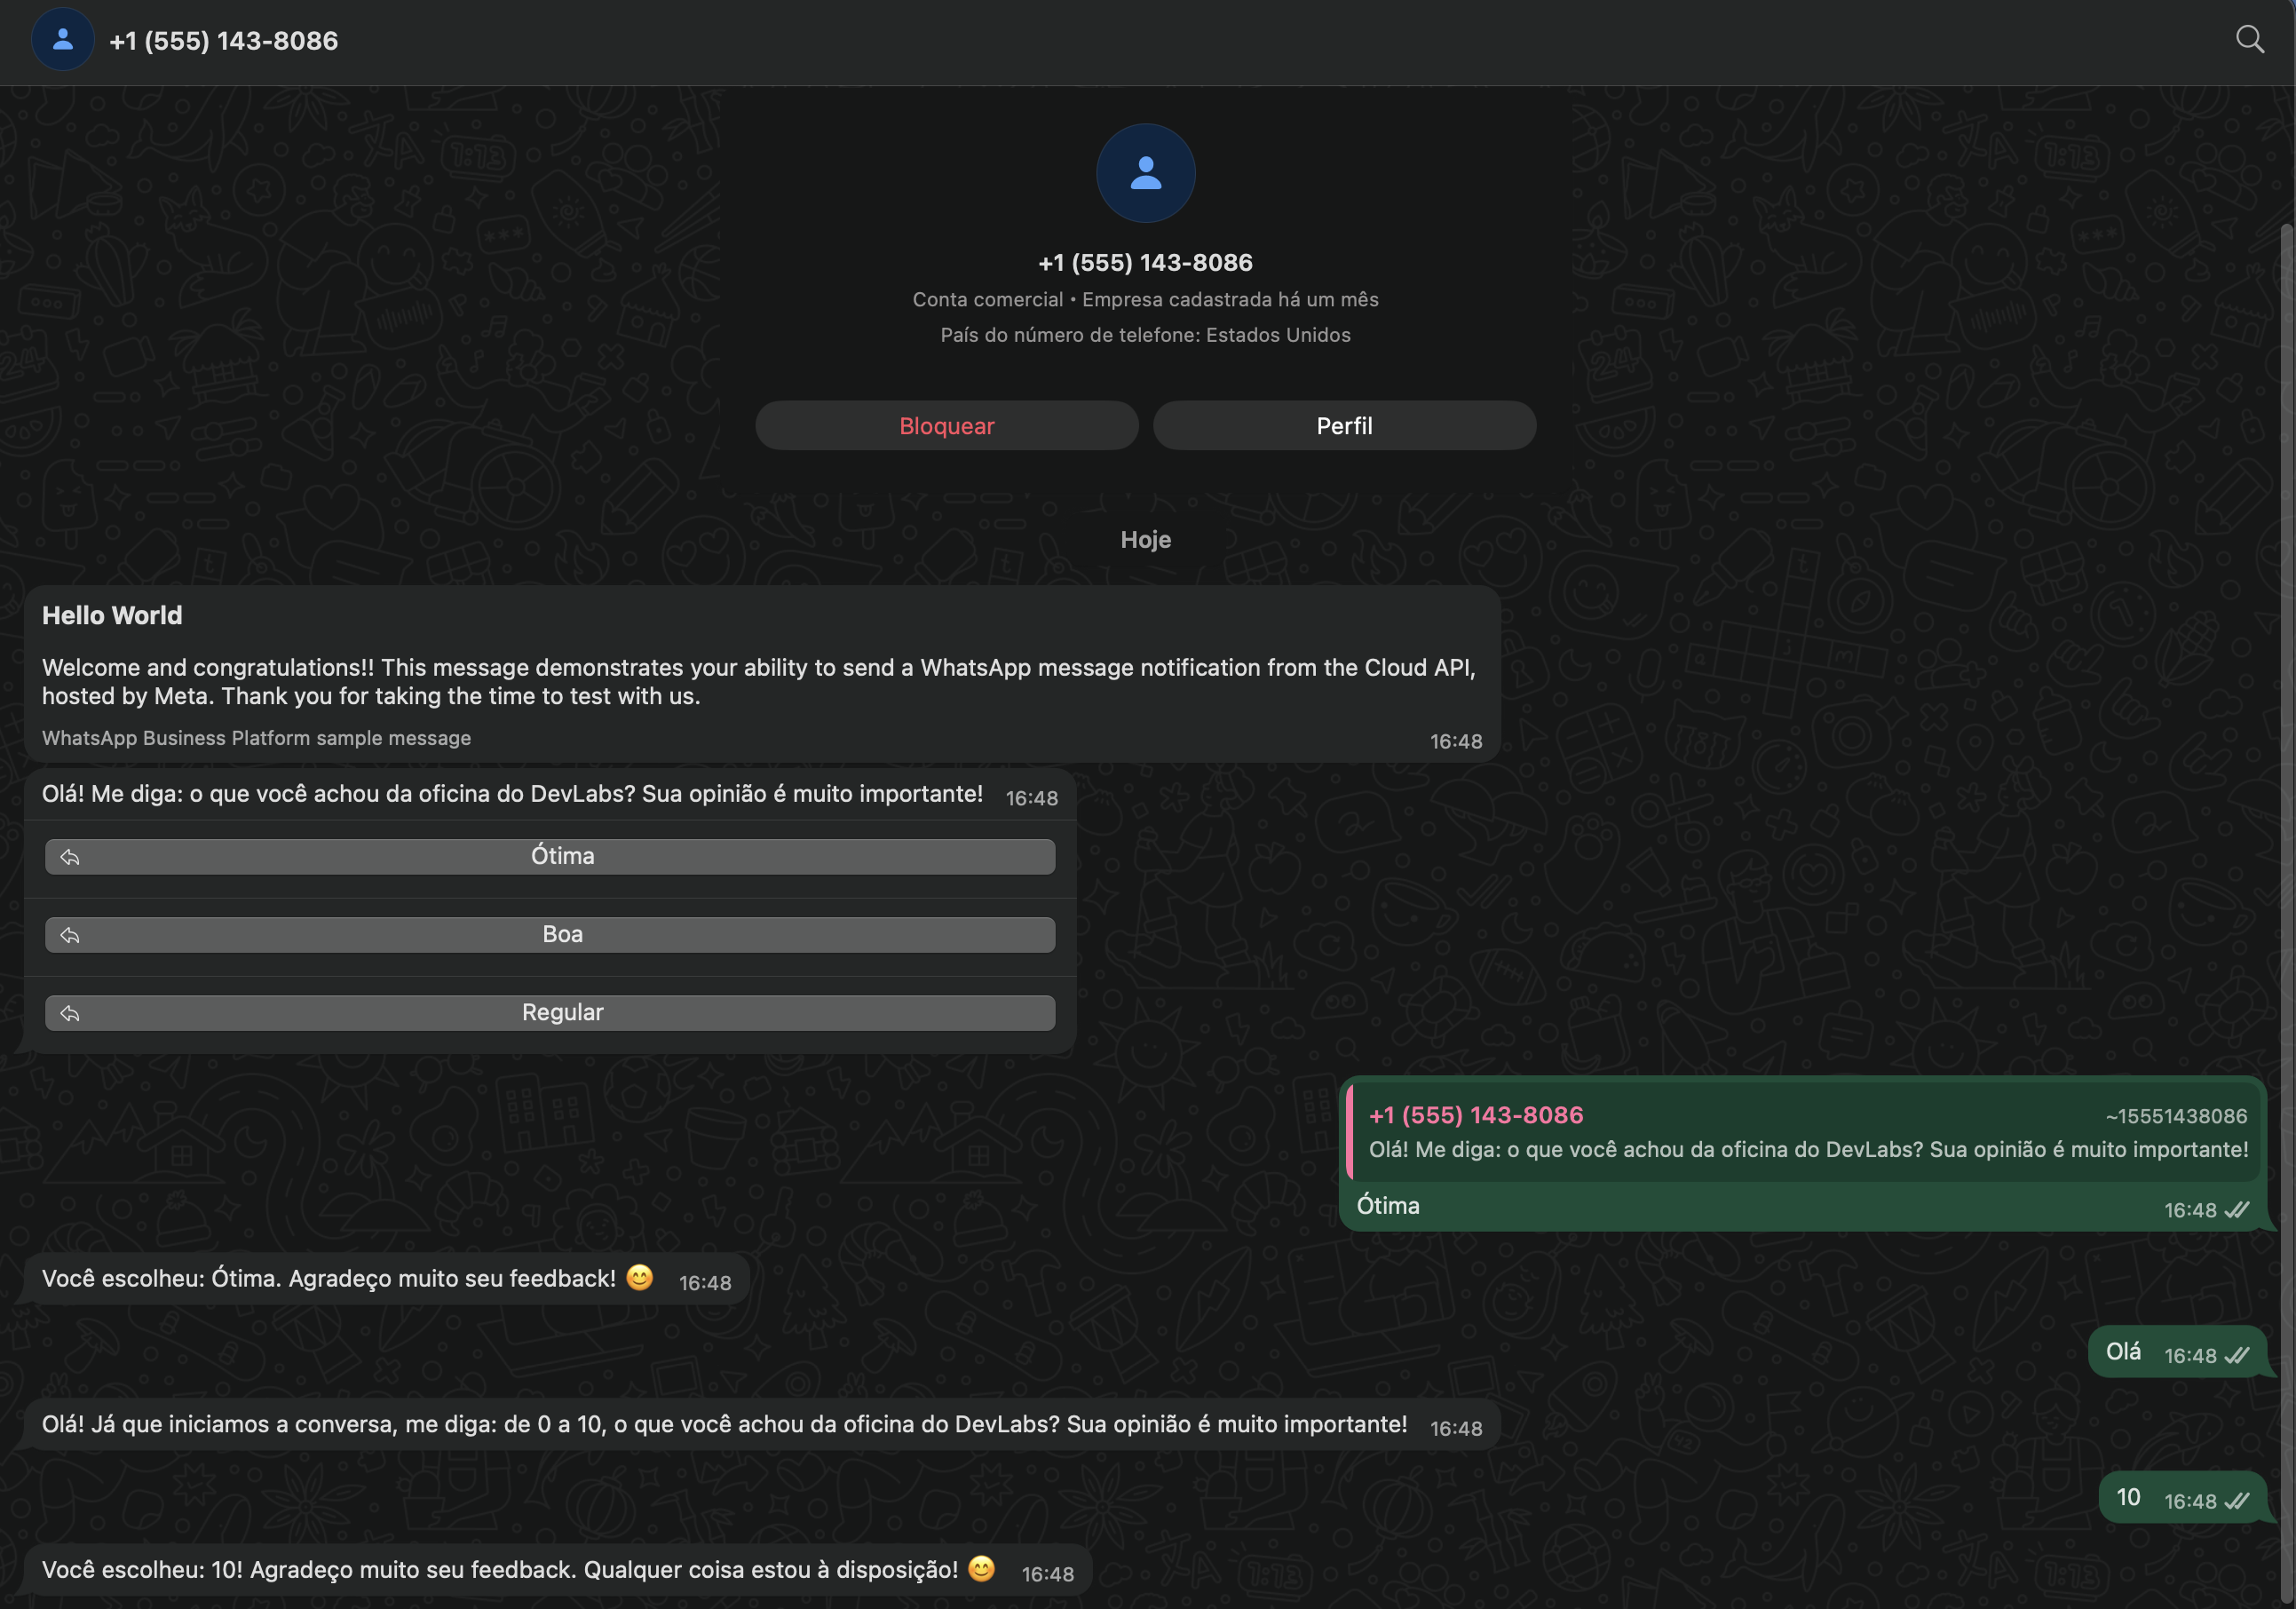 +1 (555) 143-8086
+1 (555) 143-8086
Conta comercial • Empresa cadastrada há um mês
País do número de telefone: Estados Unidos
Bloquear
Perfil
Hoje
Hello World
Welcome and congratulations!! This message demonstrates your ability to send a WhatsApp message notification from the Cloud API,
hosted by Meta. Thank you for taking the time to test with us.
WhatsApp Business Platform sample message
16:48
Olá! Me diga: o que você achou da oficina do DevLabs? Sua opinião é muito importante! 16:48
Ótima
Boa
Regular
+1 (555) 143-8086 ~15551438086
Olá! Me diga: o que você achou da oficina do DevLabs? Sua opinião é muito importante!
Ótima 16:48
Você escolheu: Ótima. Agradeço muito seu feedback! 😊 16:48
Olá 16:48
Olá! Já que iniciamos a conversa, me diga: de 0 a 10, o que você achou da oficina do DevLabs? Sua opinião é muito importante! 16:48
10 16:48
Você escolheu: 10! Agradeço muito seu feedback. Qualquer coisa estou à disposição! 😊 16:48